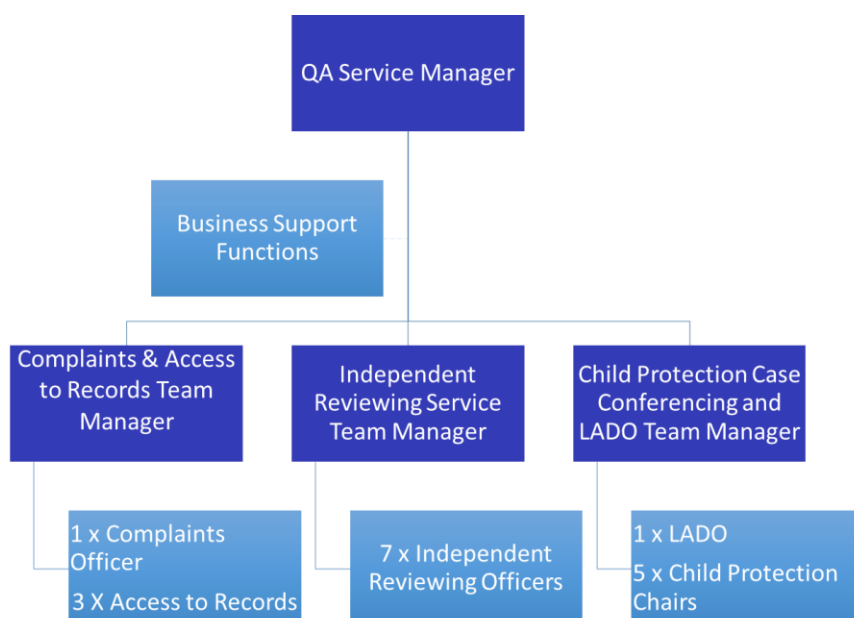 QA Service Manager
Business Support
Functions
Complaints & Access
to Records Team
Manager
Independent
Reviewing Service
Team Manager
Child Protection Case
Conferencing and
LADO Team Manager
1 x Complaints
Officer
3 X Access to Records
7 x Independent
Reviewing Officers
1 x LADO
5 x Child Protection
Chairs